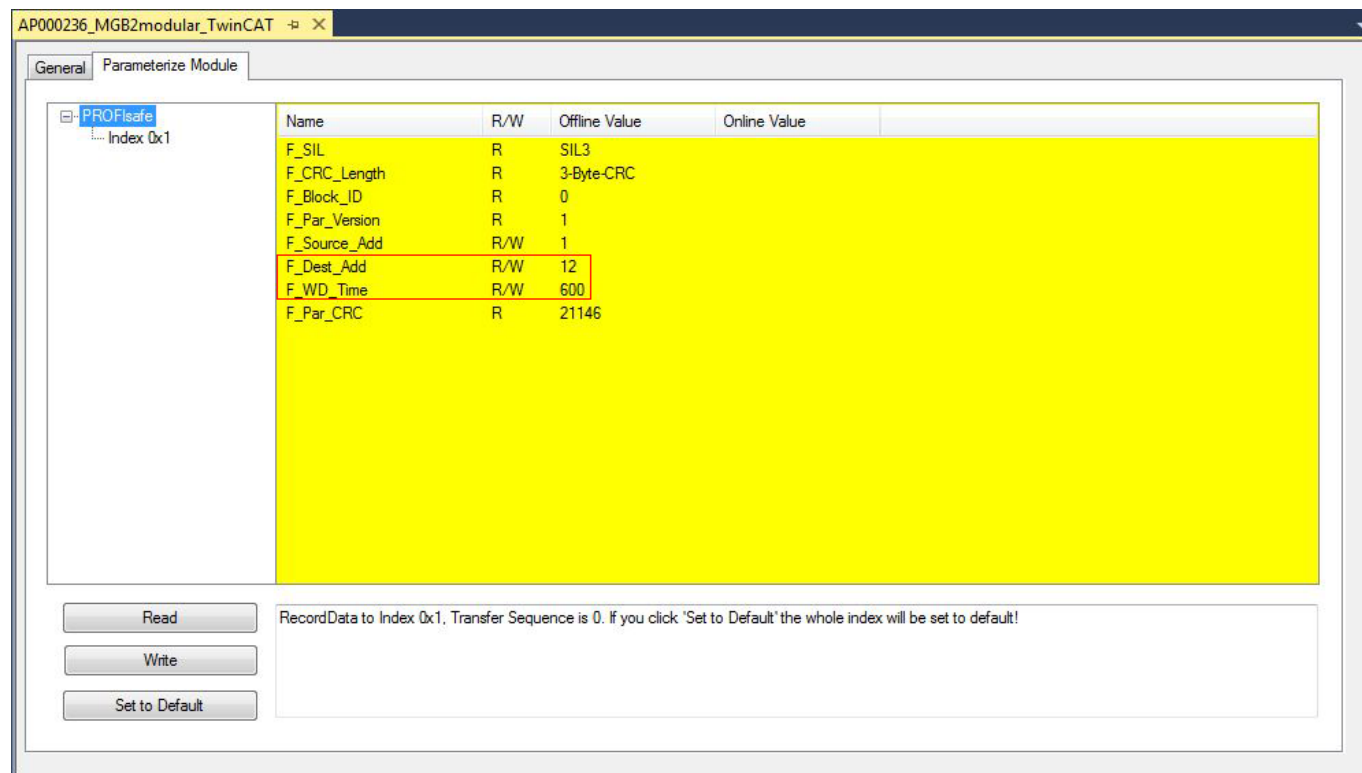 AP000236_MGB2modular_TwinCAT
General Parameterize Module
PROFIsafe
Index 0x1
Name R/W Offline Value Online Value
F_SIL R SIL3
F_CRC_Length R 3-Byte-CRC
F_Block_ID R 0
F_Par_Version R 1
F_Source_Add R/W 1
F_Dest_Add R/W 12
F_WD_Time R/W 600
F_Par_CRC R 21146
Read
RecordData to Index 0x1, Transfer Sequence is 0. If you click 'Set to Default' the whole index will be set to default!
Write
Set to Default